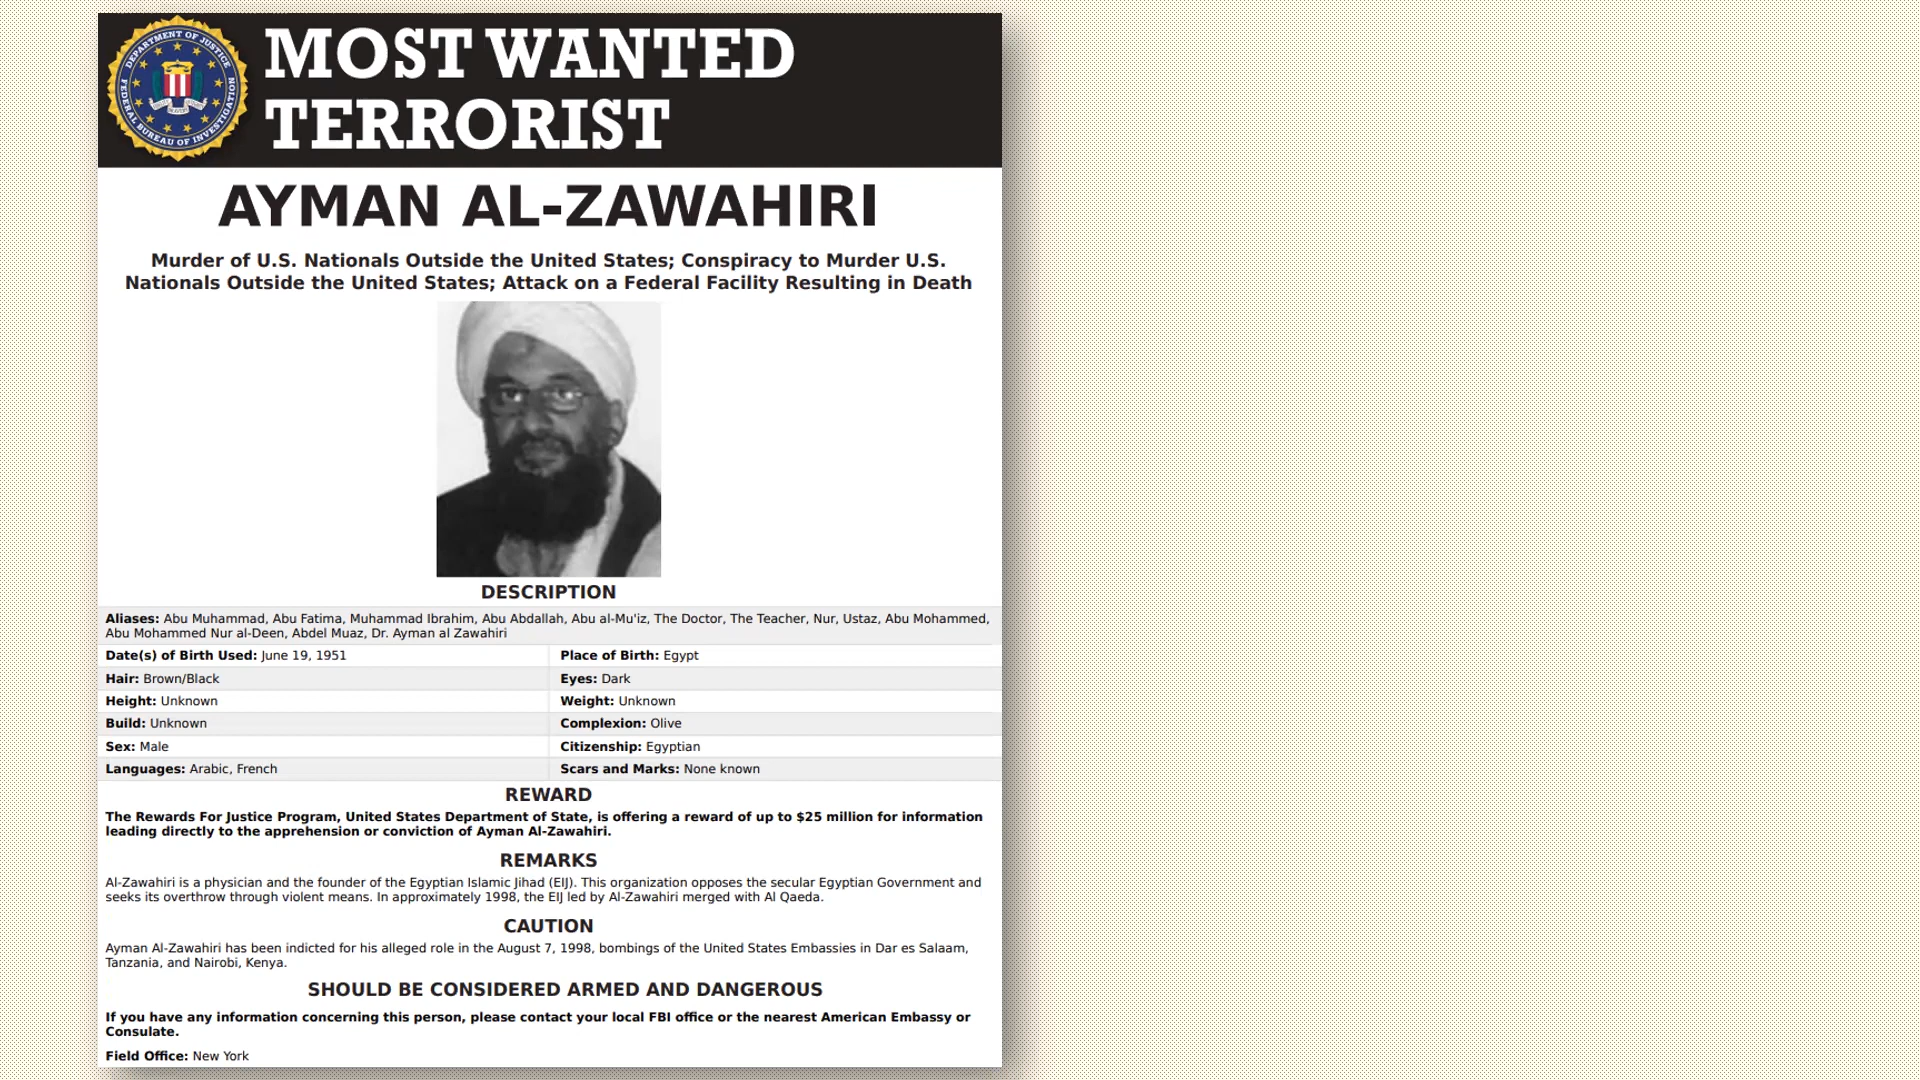 DEPARTMENT OF JUSTICE
FEDERAL BUREAU OF INVESTIGATION
MOST WANTED
TERRORIST
AYMAN AL-ZAWAHIRI
Murder of U.S. Nationals Outside the United States; Conspiracy to Murder U.S.
Nationals Outside the United States; Attack on a Federal Facility Resulting in Death
DESCRIPTION
Aliases: Abu Muhammad, Abu Fatima, Muhammad Ibrahim, Abu Abdallah, Abu al-Mu'iz, The Doctor, The Teacher, Nur, Ustaz, Abu Mohammed,
Abu Mohammed Nur al-Deen, Abdel Muaz, Dr. Ayman al Zawahiri
Date(s) of Birth Used: June 19, 1951 Place of Birth: Egypt
Hair: Brown/Black Eyes: Dark
Height: Unknown Weight: Unknown
Build: Unknown Complexion: Olive
Sex: Male Citizenship: Egyptian
Languages: Arabic, French Scars and Marks: None known
REWARD
The Rewards For Justice Program, United States Department of State, is offering a reward of up to $25 million for information
leading directly to the apprehension or conviction of Ayman Al-Zawahiri.
REMARKS
Al-Zawahiri is a physician and the founder of the Egyptian Islamic Jihad (EIJ). This organization opposes the secular Egyptian Government and
seeks its overthrow through violent means. In approximately 1998, the EIJ led by Al-Zawahiri merged with Al Qaeda.
CAUTION
Ayman Al-Zawahiri has been indicted for his alleged role in the August 7, 1998, bombings of the United States Embassies in Dar es Salaam,
Tanzania, and Nairobi, Kenya.
SHOULD BE CONSIDERED ARMED AND DANGEROUS
If you have any information concerning this person, please contact your local FBI office or the nearest American Embassy or
Consulate.
Field Office: New York